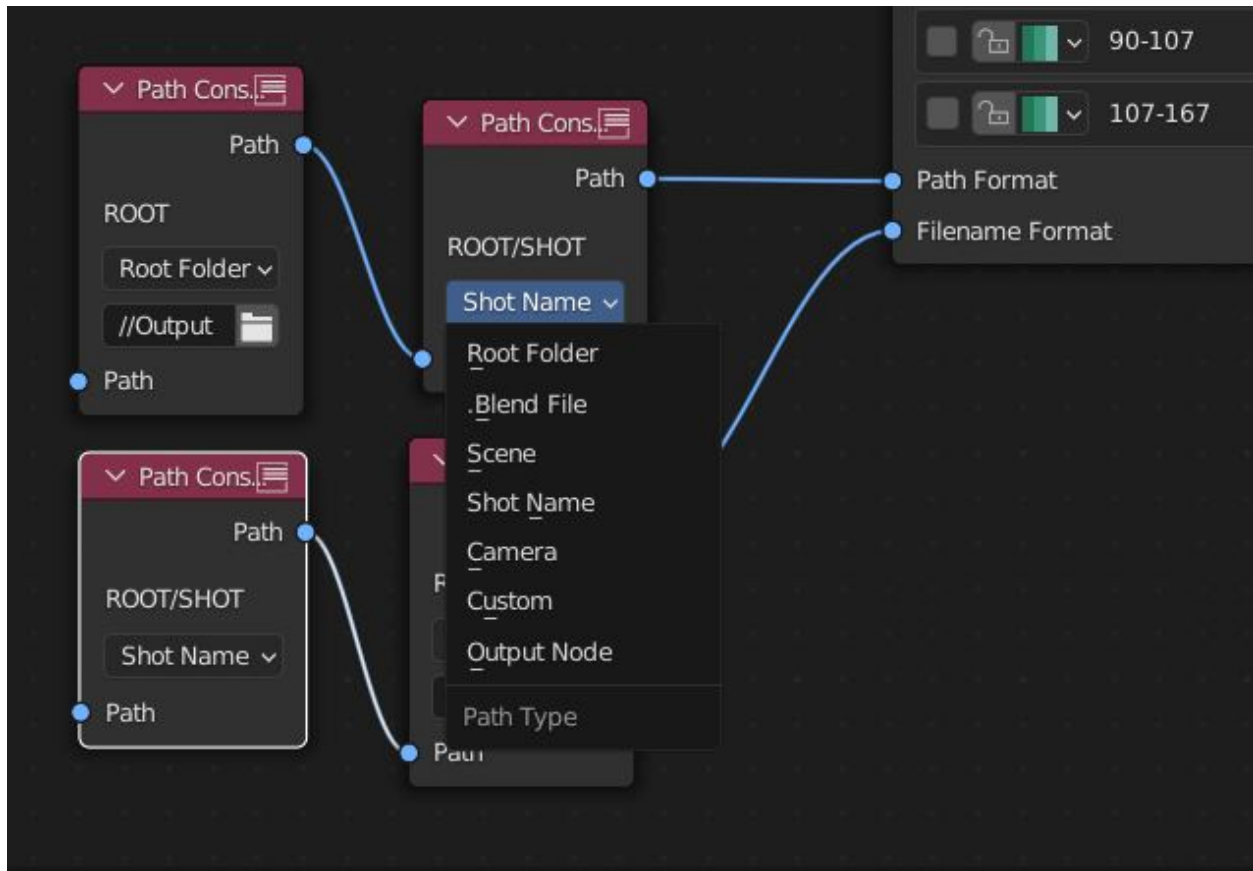 90-107
107-167
Path Format
Filename Format
Path Cons...
Path
ROOT
Root Folder
//Output
Path
Path Cons...
Path
ROOT/SHOT
Shot Name
Root Folder
.Blend File
Scene
Shot Name
Camera
Custom
Output Node
Path Type
Path Cons...
Path
ROOT/SHOT
Shot Name
Path
R
Path